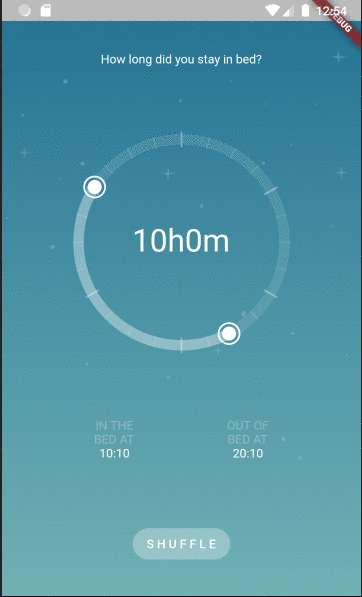 12:54
DEBUG
How long did you stay in bed?
10h0m
IN THE
BED AT
10:10
OUT OF
BED AT
20:10
SHUFFLE